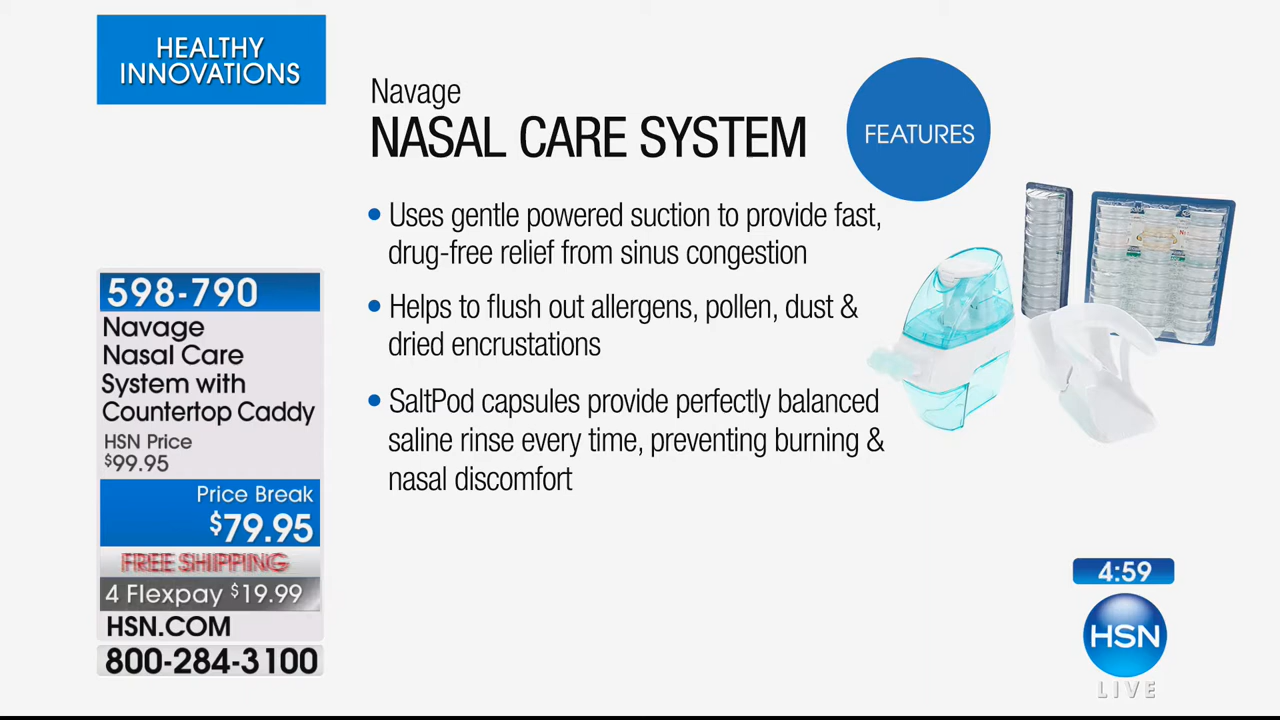 HEALTHY
INNOVATIONS
Navage
NASAL CARE SYSTEM
FEATURES
• Uses gentle powered suction to provide fast,
drug-free relief from sinus congestion
• Helps to flush out allergens, pollen, dust &
dried encrustations
• SaltPod capsules provide perfectly balanced
saline rinse every time, preventing burning &
nasal discomfort
598-790
Navage
Nasal Care
System with
Countertop Caddy
HSN Price
$99.95
Price Break
$79.95
FREE SHIPPING
4 Flexpay $19.99
HSN.COM
800-284-3100
4:59
HSN
LIVE